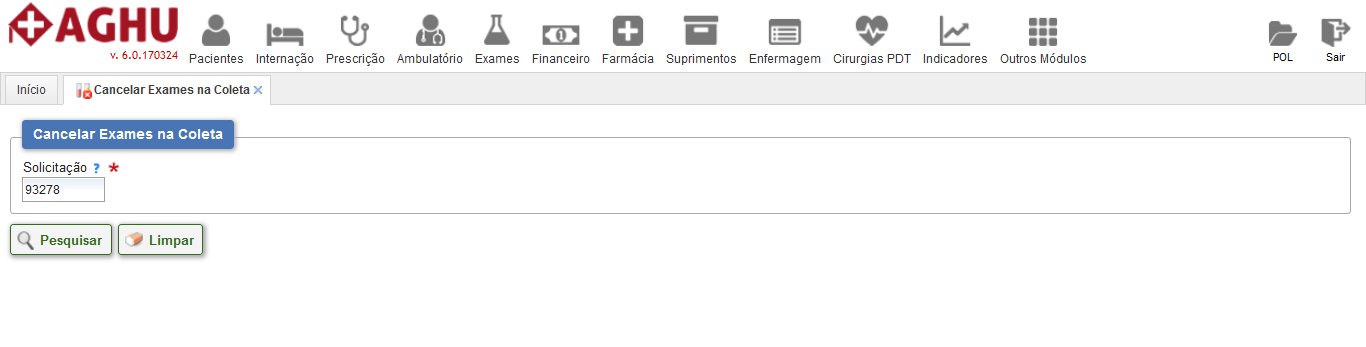 AGHU
v. 6.0.170324
Pacientes Internação Prescrição Ambulatório Exames Financeiro Farmácia Suprimentos Enfermagem Cirurgias PDT Indicadores Outros Módulos POL Sair
Início Cancelar Exames na Coleta
Cancelar Exames na Coleta
Solicitação ? *
93278
Pesquisar Limpar